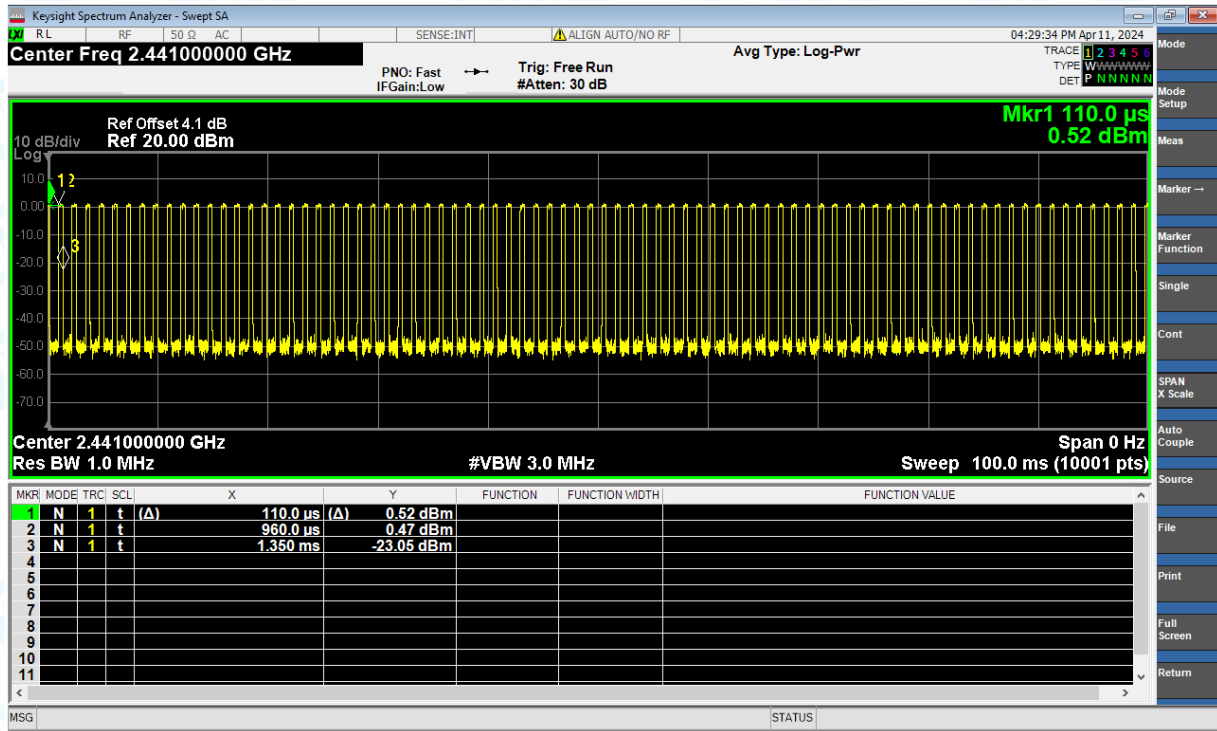 Keysight Spectrum Analyzer - Swept SA
LXI RL RF 50 Ω AC SENSE:INT ALIGN AUTO/NO RF 04:29:34 PM Apr 11, 2024
Center Freq 2.441000000 GHz
PNO: Fast
IFGain:Low
Trig: Free Run
#Atten: 30 dB
Avg Type: Log-Pwr
TRACE 1 2 3 4 5 6
TYPE W W W W W W
DET P N N N N N
Mkr1 110.0 µs
0.52 dBm
Ref Offset 4.1 dB
10 dB/div Ref 20.00 dBm
Log
10.0
0.00
-10.0
-20.0
-30.0
-40.0
-50.0
-60.0
-70.0
1 2
3
Center 2.441000000 GHz Span 0 Hz
Res BW 1.0 MHz #VBW 3.0 MHz Sweep 100.0 ms (10001 pts)
MKR MODE TRC SCL X Y FUNCTION FUNCTION WIDTH FUNCTION VALUE
1 N 1 t (Δ) 110.0 µs (Δ) 0.52 dBm
2 N 1 t 960.0 µs 0.47 dBm
3 N 1 t 1.350 ms -23.05 dBm
4
5
6
7
8
9
10
11
MSG STATUS
Mode
Mode
Setup
Meas
Marker →
Marker
Function
Single
Cont
SPAN
X Scale
Auto
Couple
Source
File
Print
Full
Screen
Return